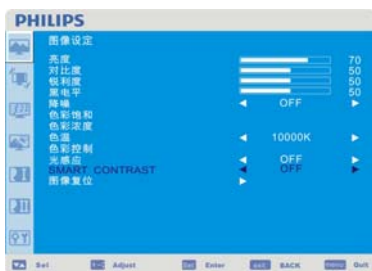 PHILIPS
图像设定
亮度 70
对比度 50
锐利度 50
黑电平 50
降噪 OFF
色彩饱和
色彩浓度
色温 10000K
色彩控制
光感应 OFF
SMART CONTRAST OFF
图像复位
Sel Adjust Enter BACK Quit